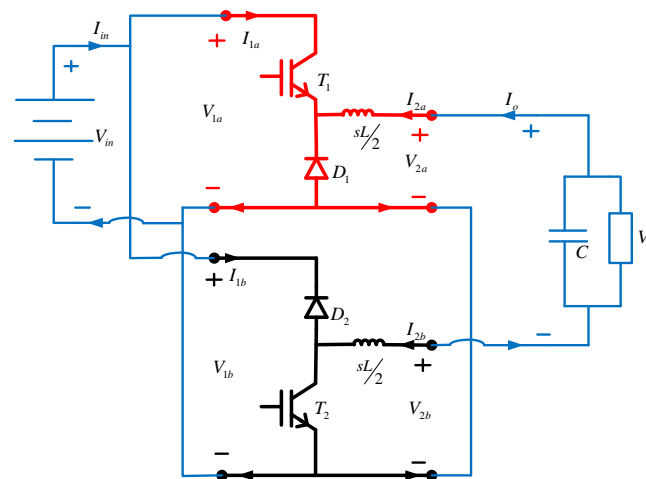 I_in
+
V_in
−
+
I_1a
T_1
V_1a
sL/2
I_2a
+
V_2a
I_o
+
D_1
−
−
C
V
+
I_1b
D_2
V_1b
sL/2
I_2b
+
−
T_2
V_2b
−
−